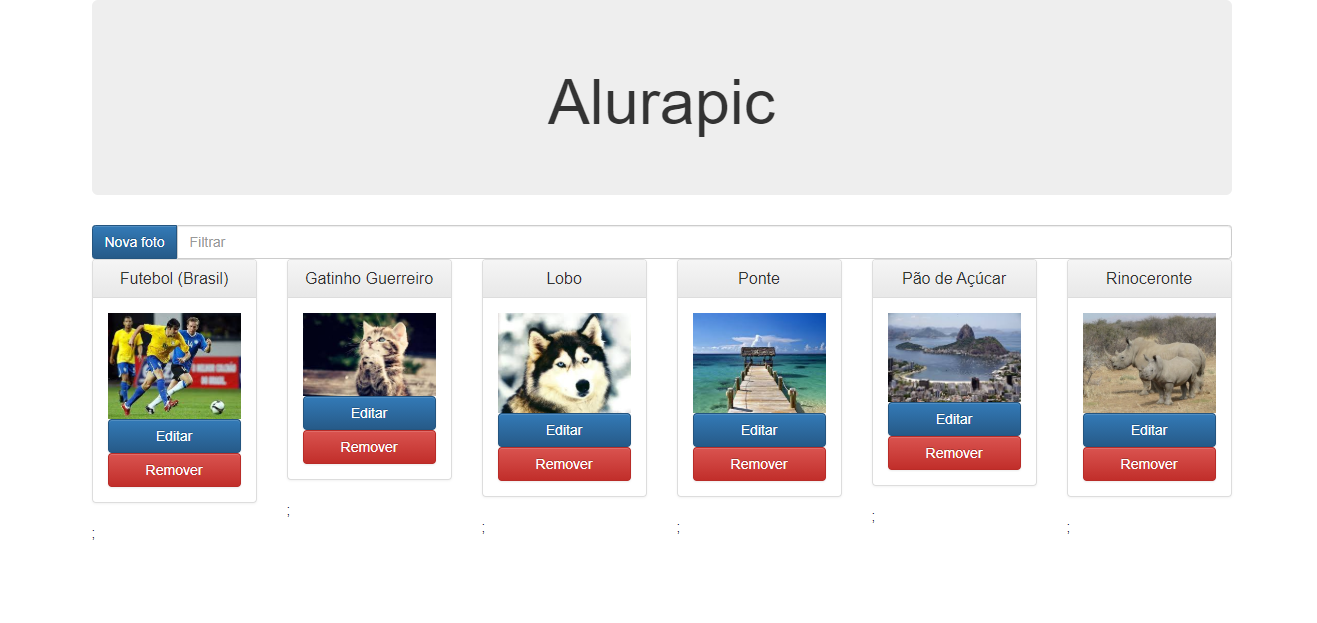 Alurapic
Nova foto Filtrar
Futebol (Brasil)
Editar
Remover
;
Gatinho Guerreiro
Editar
Remover
;
Lobo
Editar
Remover
;
Ponte
Editar
Remover
;
Pão de Açúcar
Editar
Remover
;
Rinoceronte
Editar
Remover
;